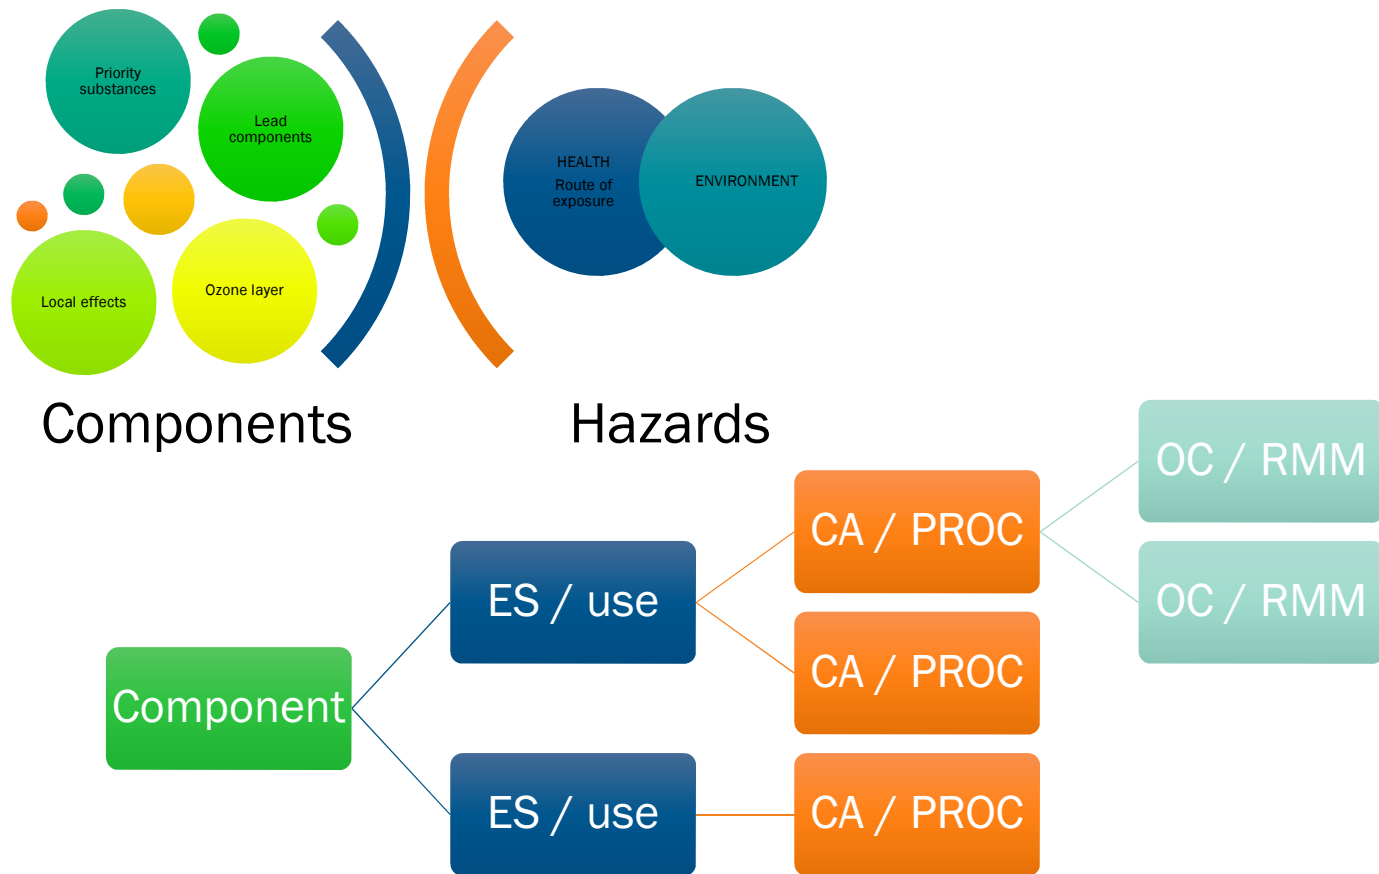 Priority
substances
Lead
components
Local effects
Ozone layer
HEALTH
Route of
exposure
ENVIRONMENT
Components
Hazards
Component
ES / use
ES / use
CA / PROC
CA / PROC
CA / PROC
OC / RMM
OC / RMM